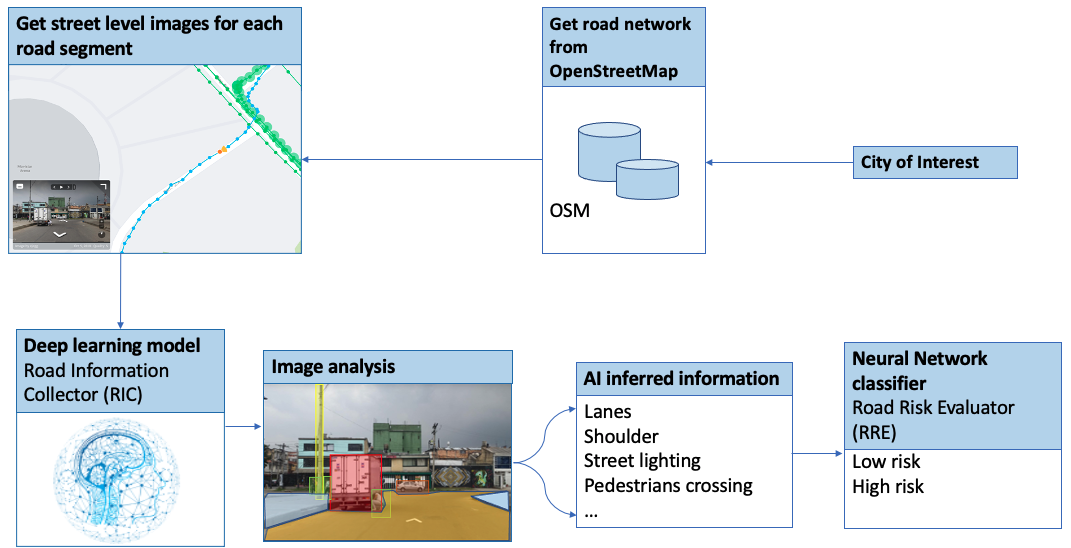 Get street level images for each
road segment
Get road network
from
OpenStreetMap
OSM
City of Interest
Deep learning model
Road Information
Collector (RIC)
Image analysis
AI inferred information
Lanes
Shoulder
Street lighting
Pedestrians crossing
...
Neural Network
classifier
Road Risk Evaluator
(RRE)
Low risk
High risk